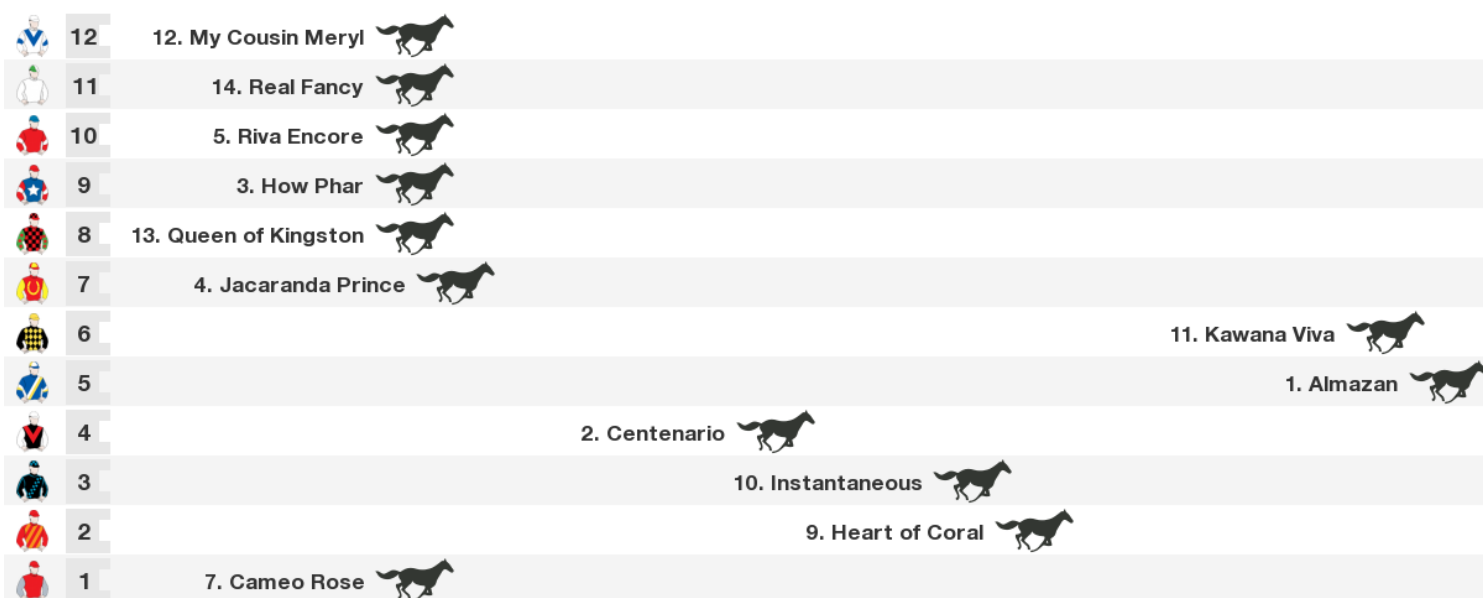 12 12. My Cousin Meryl
11 14. Real Fancy
10 5. Riva Encore
9 3. How Phar
8 13. Queen of Kingston
7 4. Jacaranda Prince
6 11. Kawana Viva
5 1. Almazan
4 2. Centenario
3 10. Instantaneous
2 9. Heart of Coral
1 7. Cameo Rose